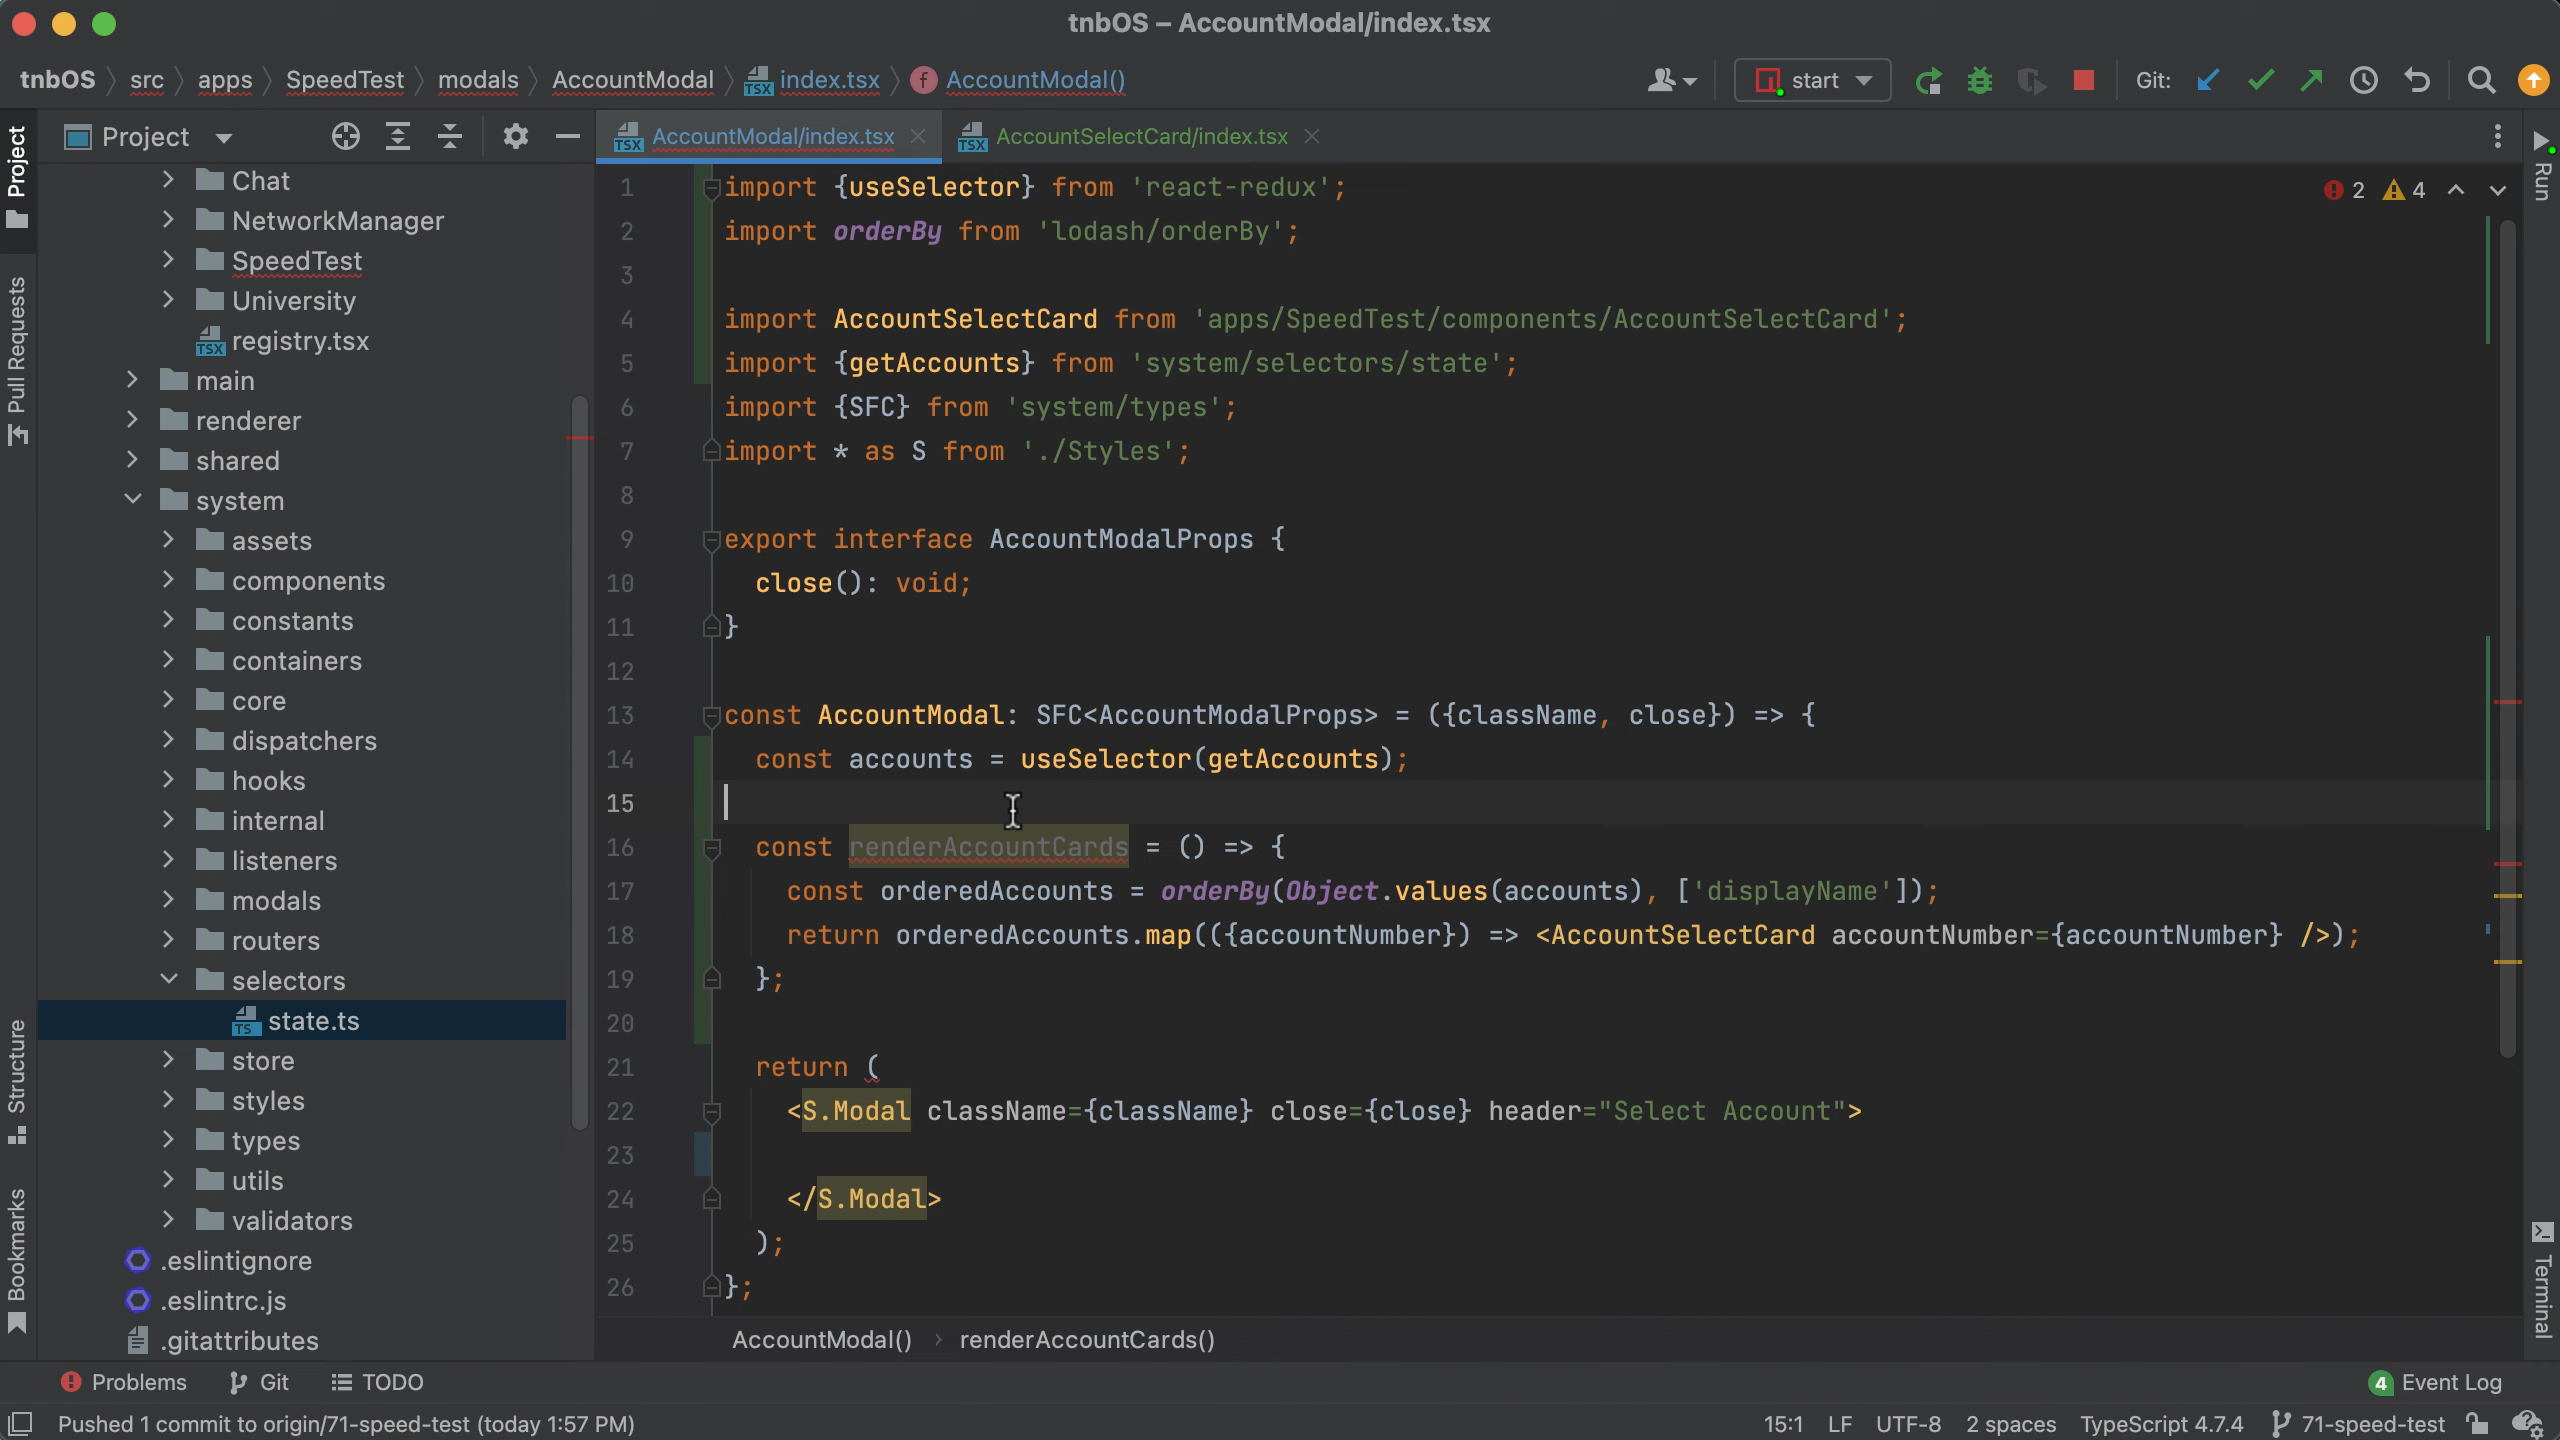 tnbOS – AccountModal/index.tsx
tnbOS src apps SpeedTest modals AccountModal TSX index.tsx f AccountModal() start Git:
Project
Pull Requests
Structure
Bookmarks
Project
Chat
NetworkManager
SpeedTest
University
TSX registry.tsx
main
renderer
shared
system
assets
components
constants
containers
core
dispatchers
hooks
internal
listeners
modals
routers
selectors
TS state.ts
store
styles
types
utils
validators
.eslintignore
.eslintrc.js
.gitattributes
TSX AccountModal/index.tsx TSX AccountSelectCard/index.tsx
2 4
1 import {useSelector} from 'react-redux';
2 import orderBy from 'lodash/orderBy';
3
4 import AccountSelectCard from 'apps/SpeedTest/components/AccountSelectCard';
5 import {getAccounts} from 'system/selectors/state';
6 import {SFC} from 'system/types';
7 import * as S from './Styles';
8
9 export interface AccountModalProps {
10 close(): void;
11 }
12
13 const AccountModal: SFC<AccountModalProps> = ({className, close}) => {
14 const accounts = useSelector(getAccounts);
15
16 const renderAccountCards = () => {
17 const orderedAccounts = orderBy(Object.values(accounts), ['displayName']);
18 return orderedAccounts.map(({accountNumber}) => <AccountSelectCard accountNumber={accountNumber} />);
19 };
20
21 return (
22 <S.Modal className={className} close={close} header="Select Account">
23
24 </S.Modal>
25 );
26 };
AccountModal() renderAccountCards()
Run
Terminal
Problems Git TODO
4 Event Log
Pushed 1 commit to origin/71-speed-test (today 1:57 PM)
15:1 LF UTF-8 2 spaces TypeScript 4.7.4 71-speed-test